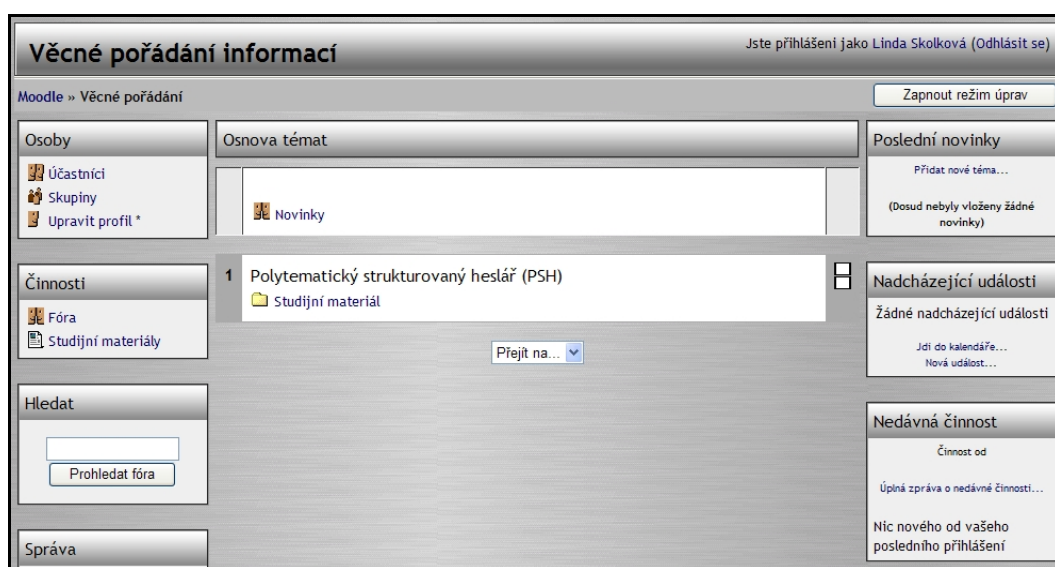 Věcné pořádání informací
Jste přihlášeni jako Linda Skolková (Odhlásit se)
Moodle » Věcné pořádání
Zapnout režim úprav
Osoby
Účastníci
Skupiny
Upravit profil *
Činnosti
Fóra
Studijní materiály
Hledat
Prohledat fóra
Správa
Osnova témat
Novinky
1 Polytematický strukturovaný heslář (PSH)
Studijní materiál
Přejít na...
Poslední novinky
Přidat nové téma...
(Dosud nebyly vloženy žádné
novinky)
Nadcházející události
Žádné nadcházející události
Jdi do kalendáře...
Nová událost...
Nedávná činnost
Činnost od
Úplná zpráva o nedávné činnosti...
Nic nového od vašeho
posledního přihlášení